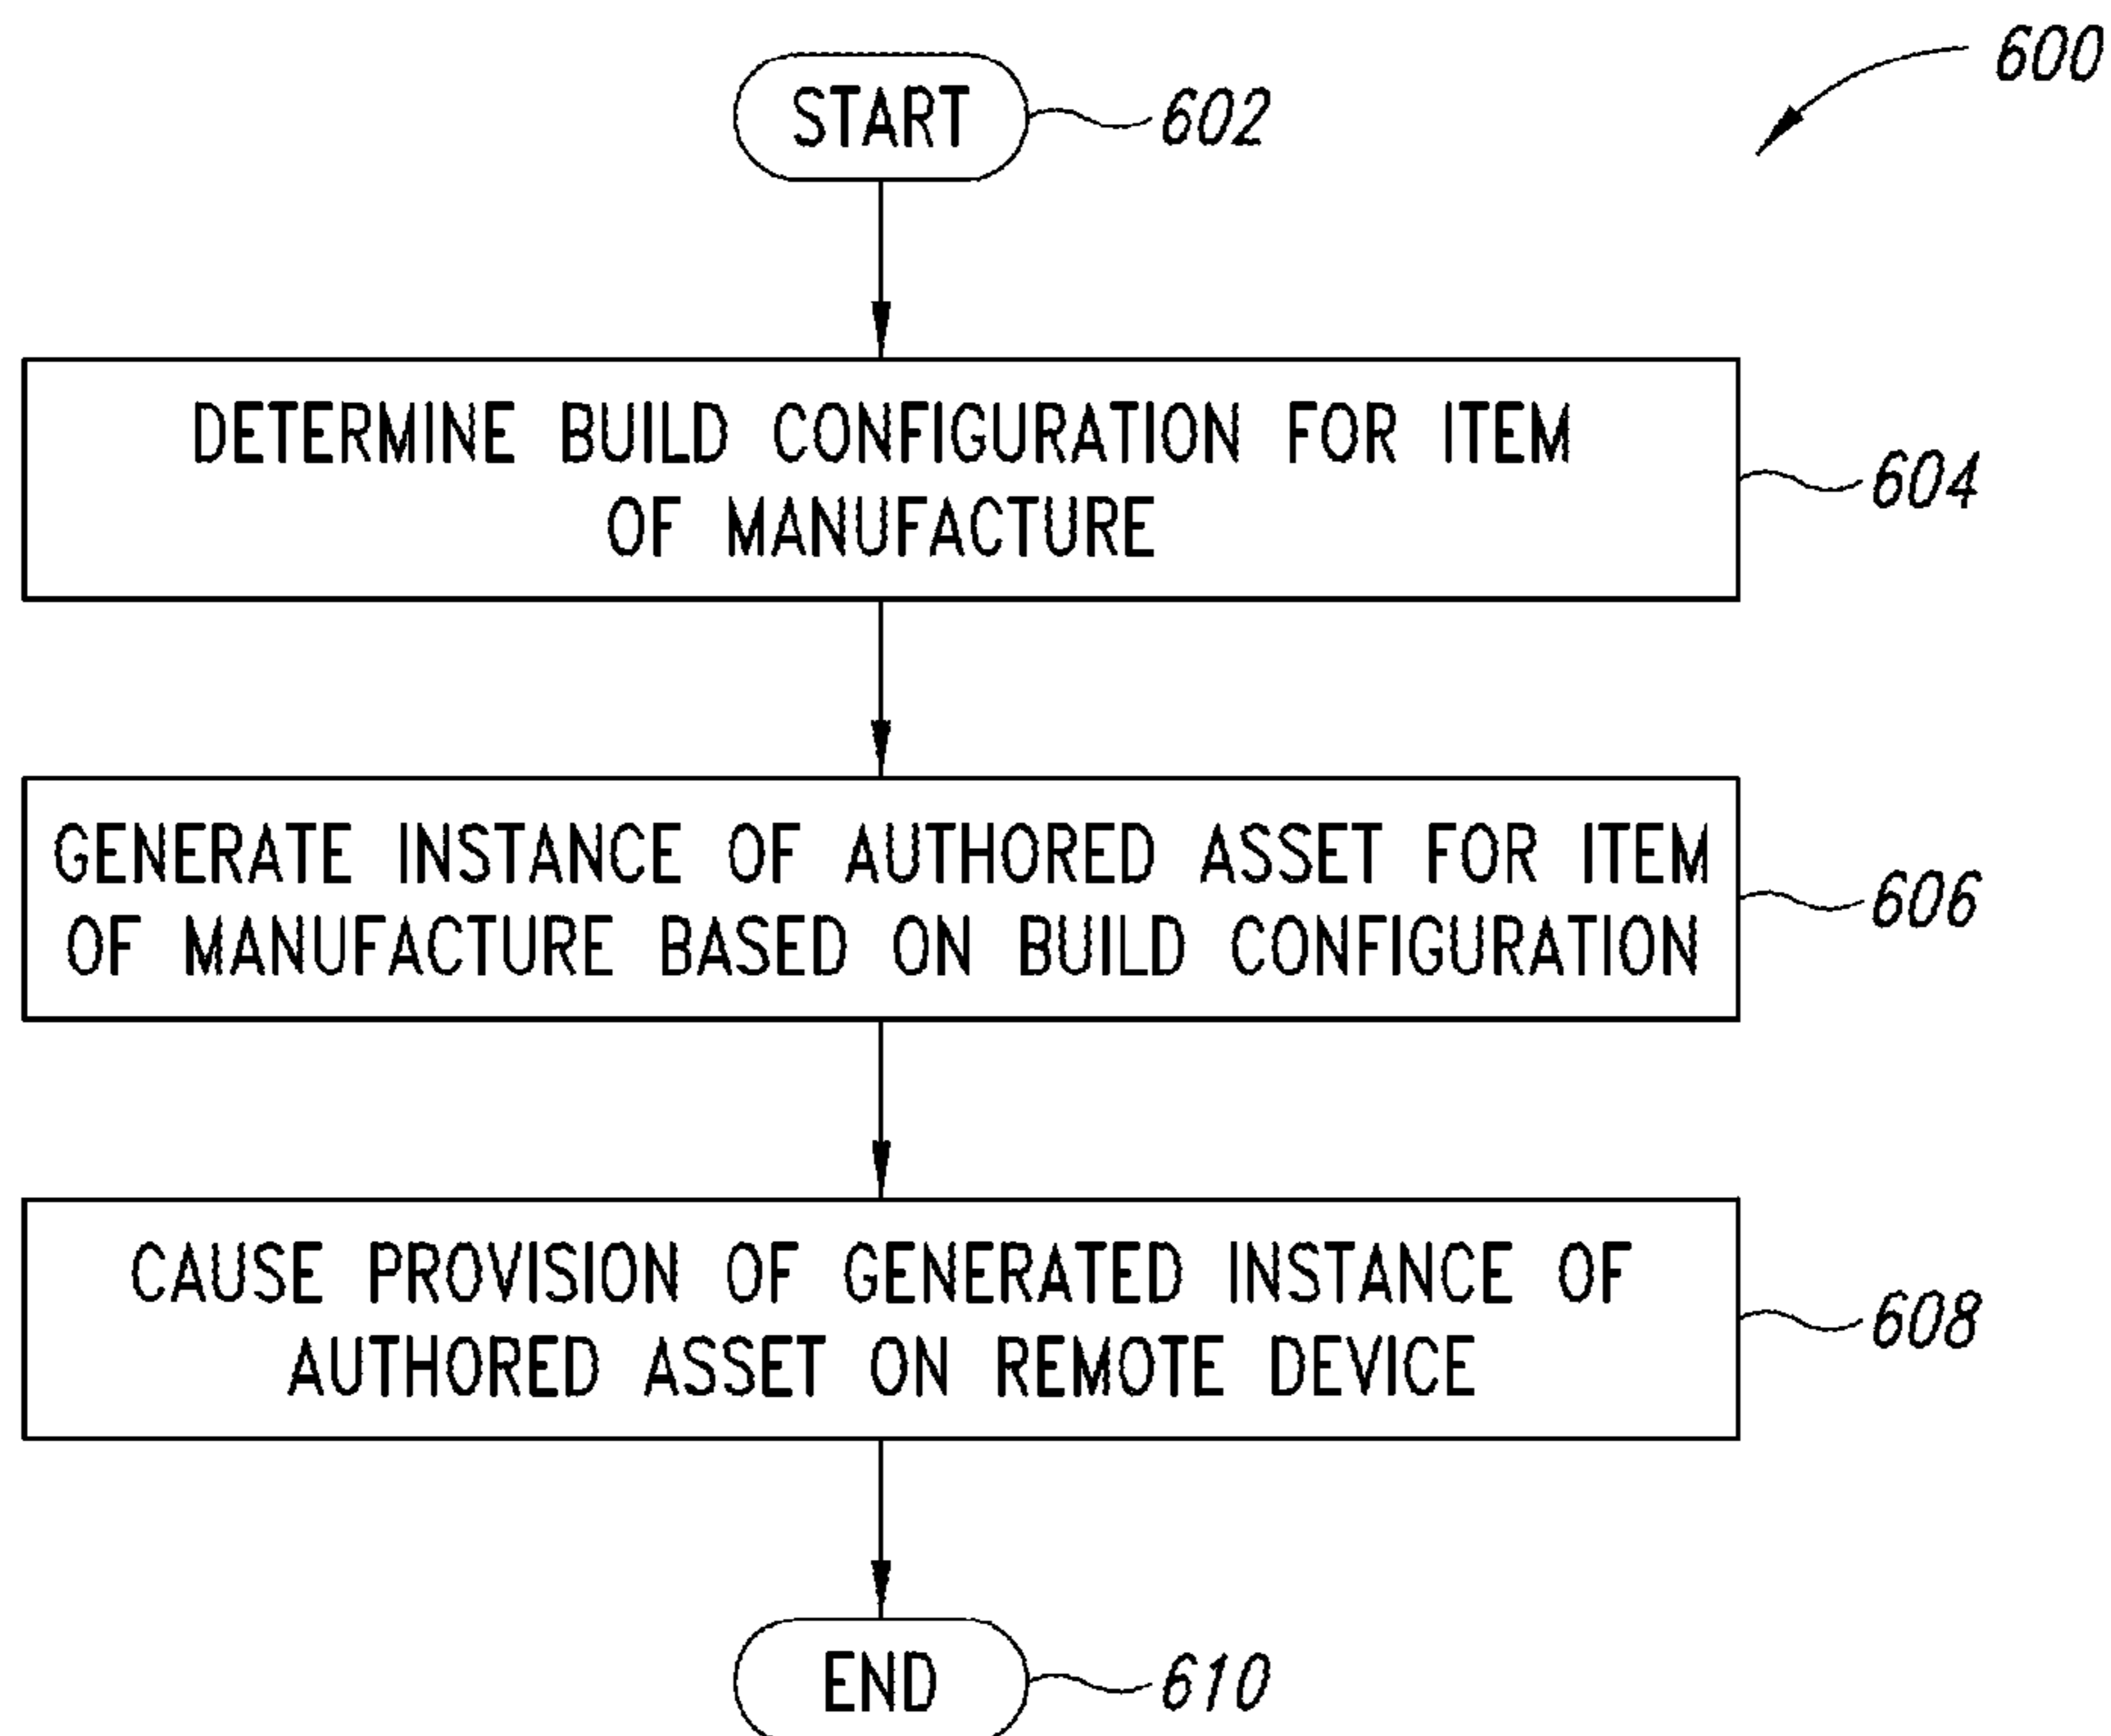 600
START
602
DETERMINE BUILD CONFIGURATION FOR ITEM
OF MANUFACTURE
604
GENERATE INSTANCE OF AUTHORED ASSET FOR ITEM
OF MANUFACTURE BASED ON BUILD CONFIGURATION
606
CAUSE PROVISION OF GENERATED INSTANCE OF
AUTHORED ASSET ON REMOTE DEVICE
608
END
610